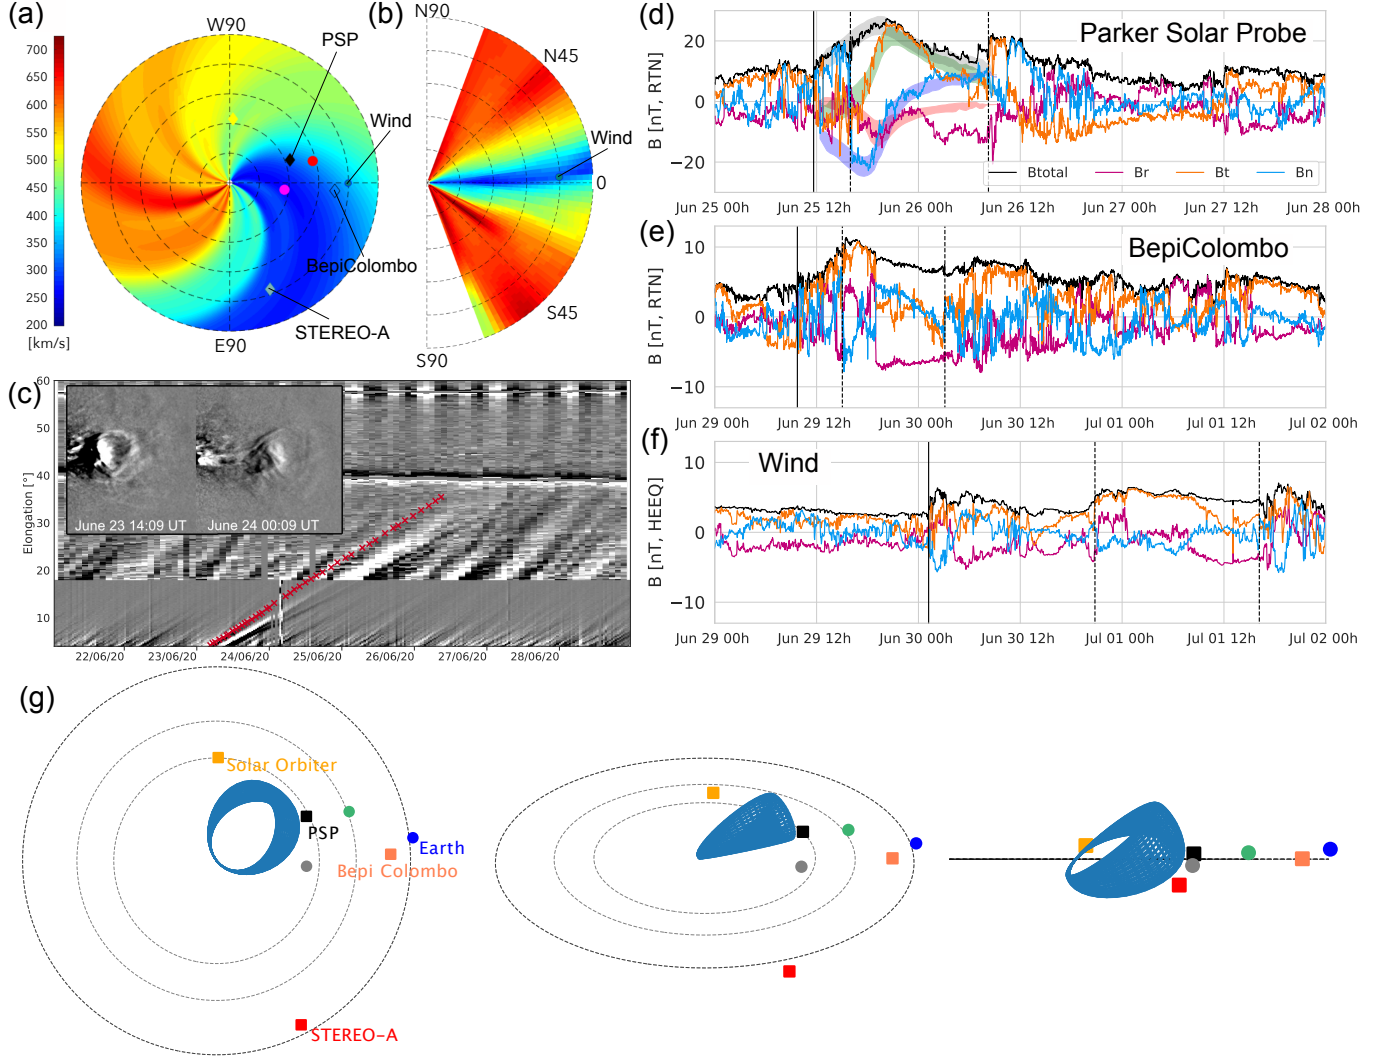 (a)
W90
PSP
Wind
BepiColombo
STEREO-A
E90
700
650
600
550
500
450
400
350
300
250
200
[km/s]
(b)
N90
N45
Wind
0
S45
S90
(c)
60
50
40
30
20
10
Elongation [°]
June 23 14:09 UT
June 24 00:09 UT
22/06/20
23/06/20
24/06/20
25/06/20
26/06/20
27/06/20
28/06/20
(d)
Parker Solar Probe
B [nT, RTN]
20
0
−20
Btotal
Br
Bt
Bn
Jun 25 00h
Jun 25 12h
Jun 26 00h
Jun 26 12h
Jun 27 00h
Jun 27 12h
Jun 28 00h
(e)
BepiColombo
B [nT, RTN]
10
0
−10
Jun 29 00h
Jun 29 12h
Jun 30 00h
Jun 30 12h
Jul 01 00h
Jul 01 12h
Jul 02 00h
(f)
Wind
B [nT, HEEQ]
10
0
−10
Jun 29 00h
Jun 29 12h
Jun 30 00h
Jun 30 12h
Jul 01 00h
Jul 01 12h
Jul 02 00h
(g)
Solar Orbiter
PSP
Earth
Bepi Colombo
STEREO-A